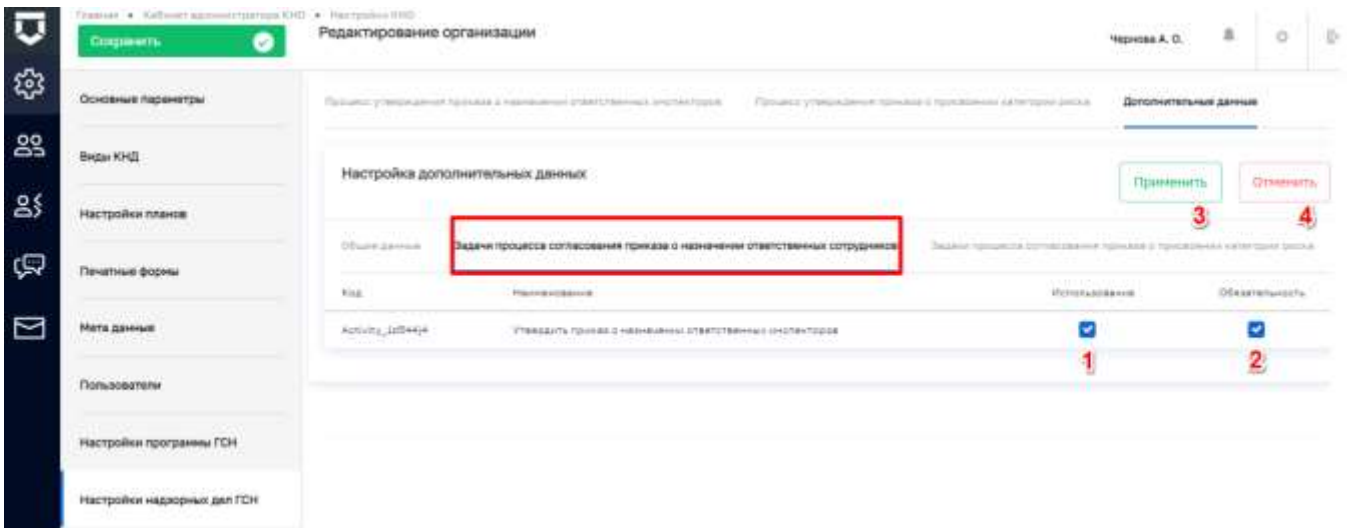 Главная • Кабинет администратора КНО • Настройки КНО
Сохранить
Редактирование организации
Чернова А. О.
Основные параметры
Процесс утверждения приказа о назначении ответственных инспекторов
Процесс утверждения приказа о присвоении категории риска
Дополнительные данные
Виды КНД
Настройка дополнительных данных
Применить
Отменить
3
4
Настройки планов
Общие данные
Задачи процесса согласования приказа о назначении ответственных сотрудников
Задачи процесса согласования приказа о присвоении категории риска
Печатные формы
Код
Наименование
Использование
Обязательность
Мета данные
Утвердить приказ о назначении ответственных инспекторов
1
2
Пользователи
Настройки программы ГСН
Настройки надзорных дел ГСН